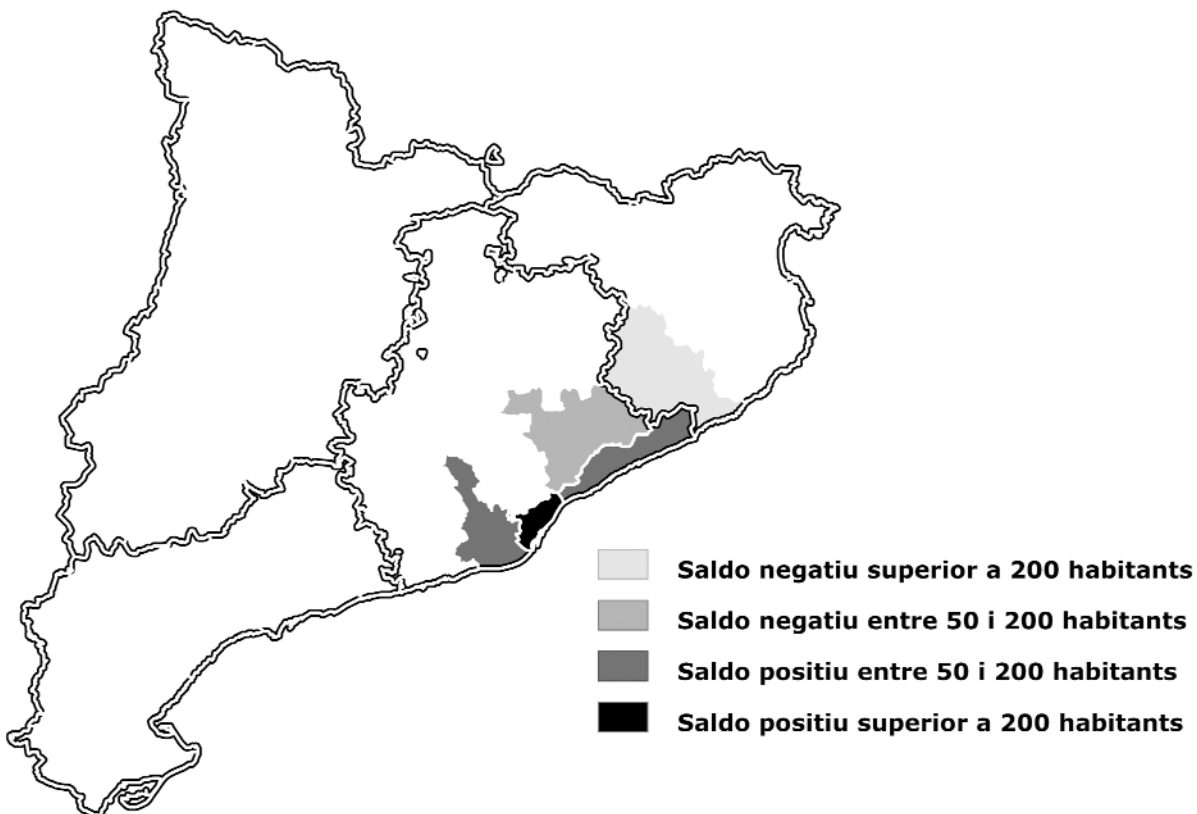 Saldo negatiu superior a 200 habitants
Saldo negatiu entre 50 i 200 habitants
Saldo positiu entre 50 i 200 habitants
Saldo positiu superior a 200 habitants